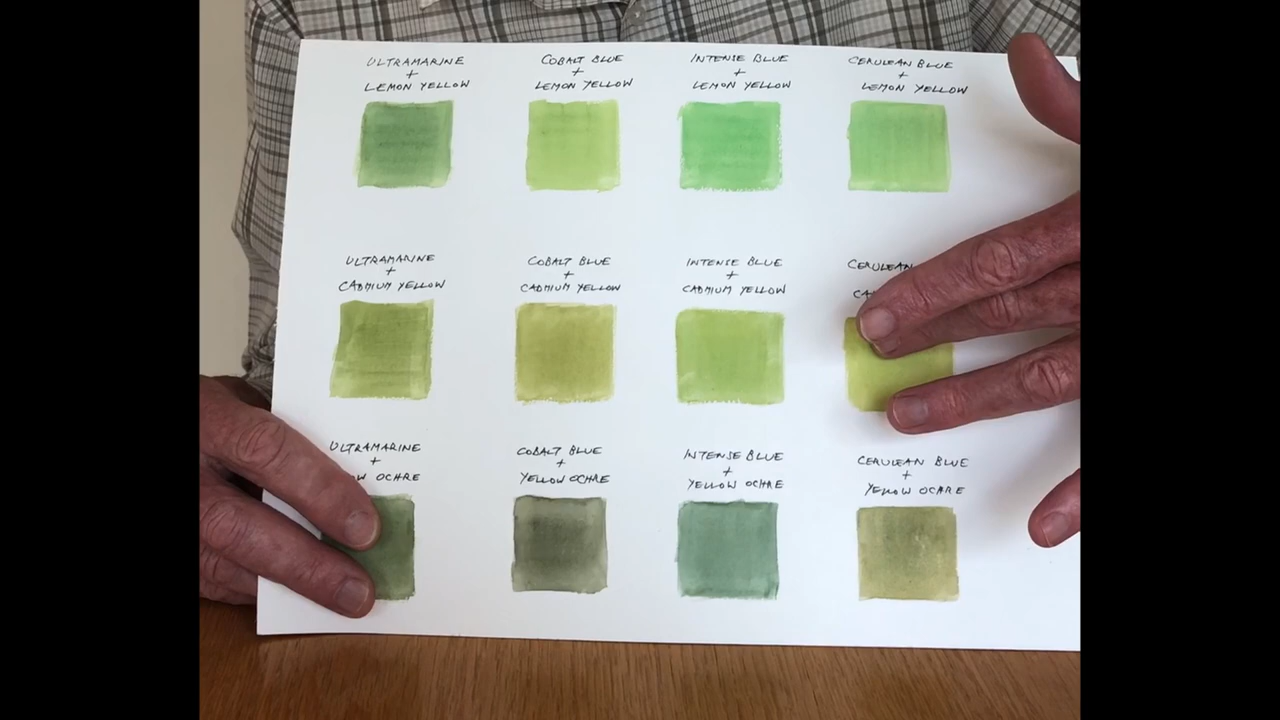 ULTRAMARINE
+
LEMON YELLOW
COBALT BLUE
+
LEMON YELLOW
INTENSE BLUE
+
LEMON YELLOW
CERULEAN BLUE
+
LEMON YELLOW
ULTRAMARINE
+
CADMIUM YELLOW
COBALT BLUE
+
CADMIUM YELLOW
INTENSE BLUE
+
CADMIUM YELLOW
CERULEAN
ULTRAMARINE
+
OCHRE
COBALT BLUE
+
YELLOW OCHRE
INTENSE BLUE
+
YELLOW OCHRE
CERULEAN BLUE
+
YELLOW OCHRE